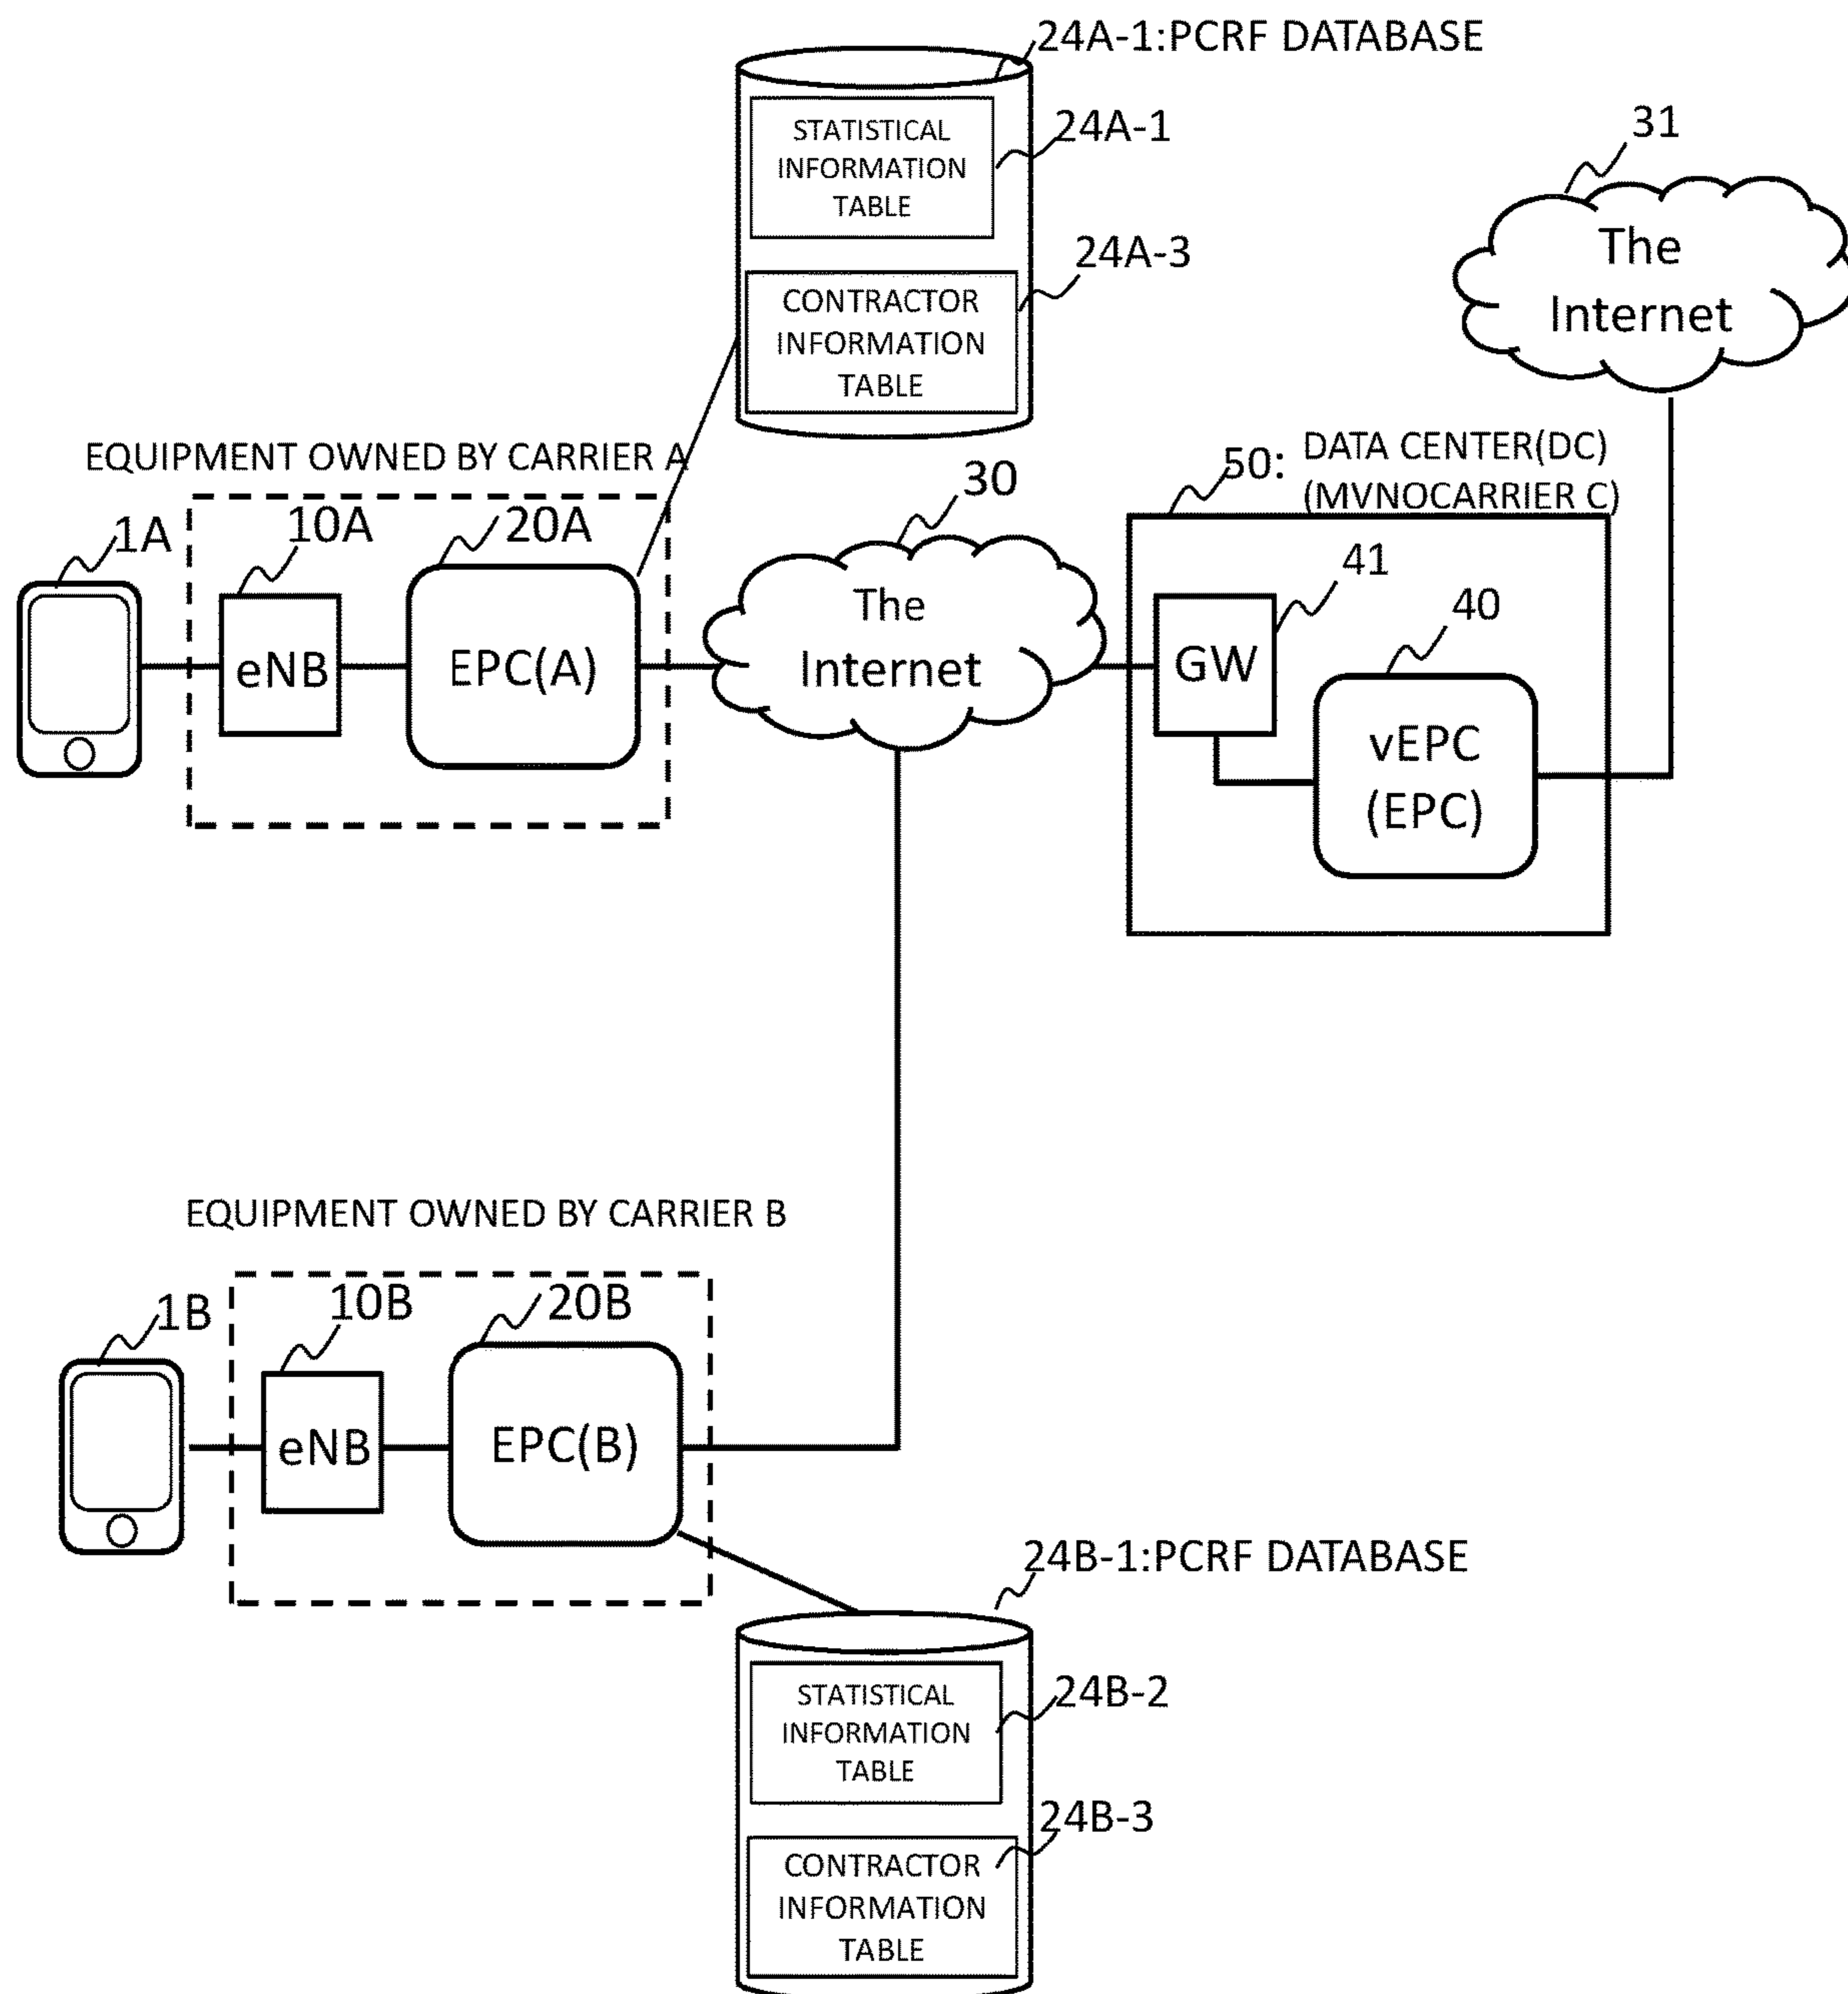 24A-1:PCRF DATABASE
STATISTICAL
INFORMATION
TABLE
24A-1
24A-3
CONTRACTOR
INFORMATION
TABLE
31
The
Internet
EQUIPMENT OWNED BY CARRIER A
1A
10A
20A
eNB
EPC(A)
30
The
Internet
50:
DATA CENTER(DC)
(MVNOCARRIER C)
41
GW
40
vEPC
(EPC)
EQUIPMENT OWNED BY CARRIER B
1B
10B
20B
eNB
EPC(B)
24B-1:PCRF DATABASE
STATISTICAL
INFORMATION
TABLE
24B-2
24B-3
CONTRACTOR
INFORMATION
TABLE